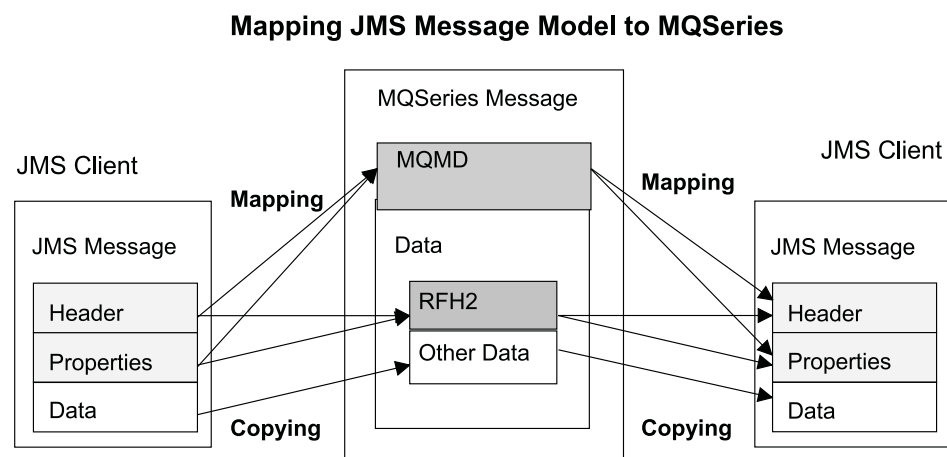 Mapping JMS Message Model to MQSeries
JMS Client
JMS Message
Header
Properties
Data
Mapping
Copying
MQSeries Message
MQMD
Data
RFH2
Other Data
Mapping
Copying
JMS Client
JMS Message
Header
Properties
Data